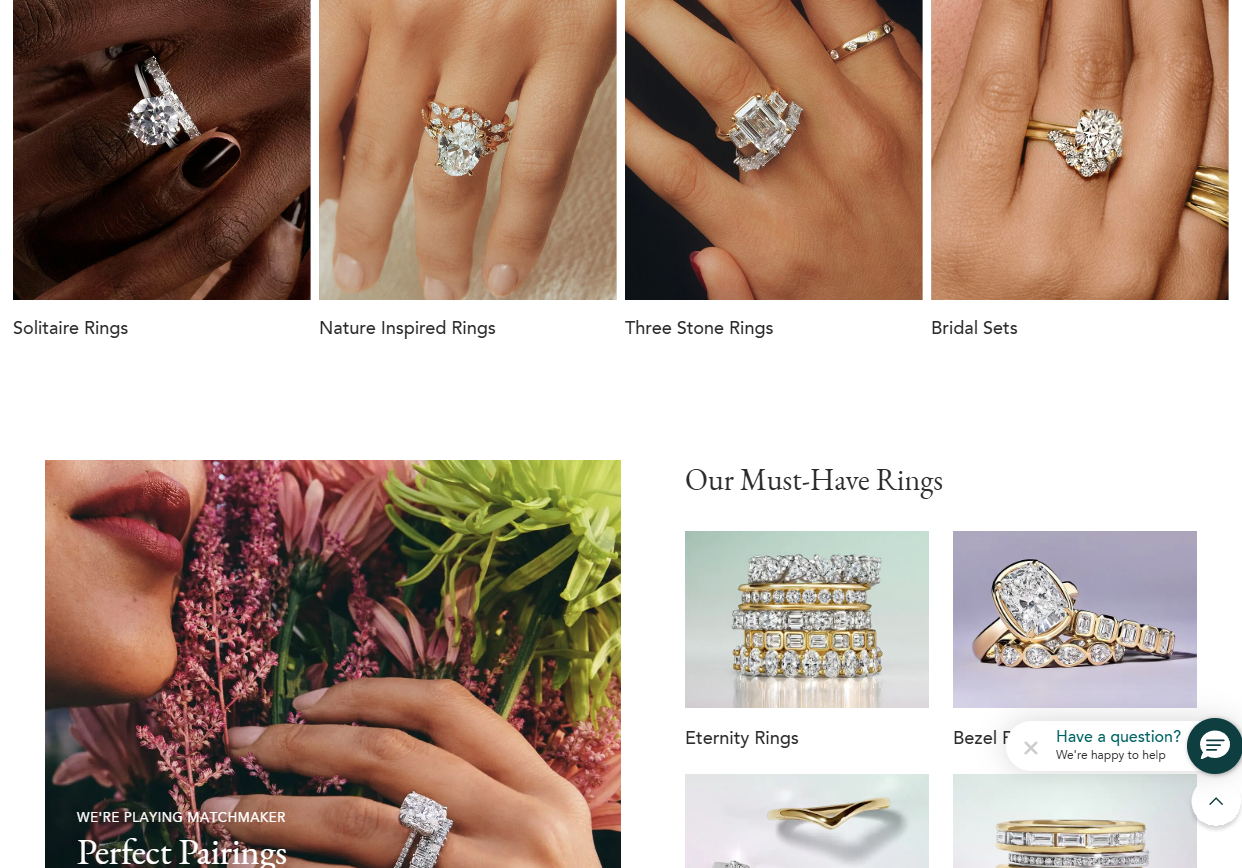 Solitaire Rings
Nature Inspired Rings
Three Stone Rings
Bridal Sets
Our Must-Have Rings
Eternity Rings
Bezel
Have a question?
We're happy to help
WE'RE PLAYING MATCHMAKER
Perfect Pairings